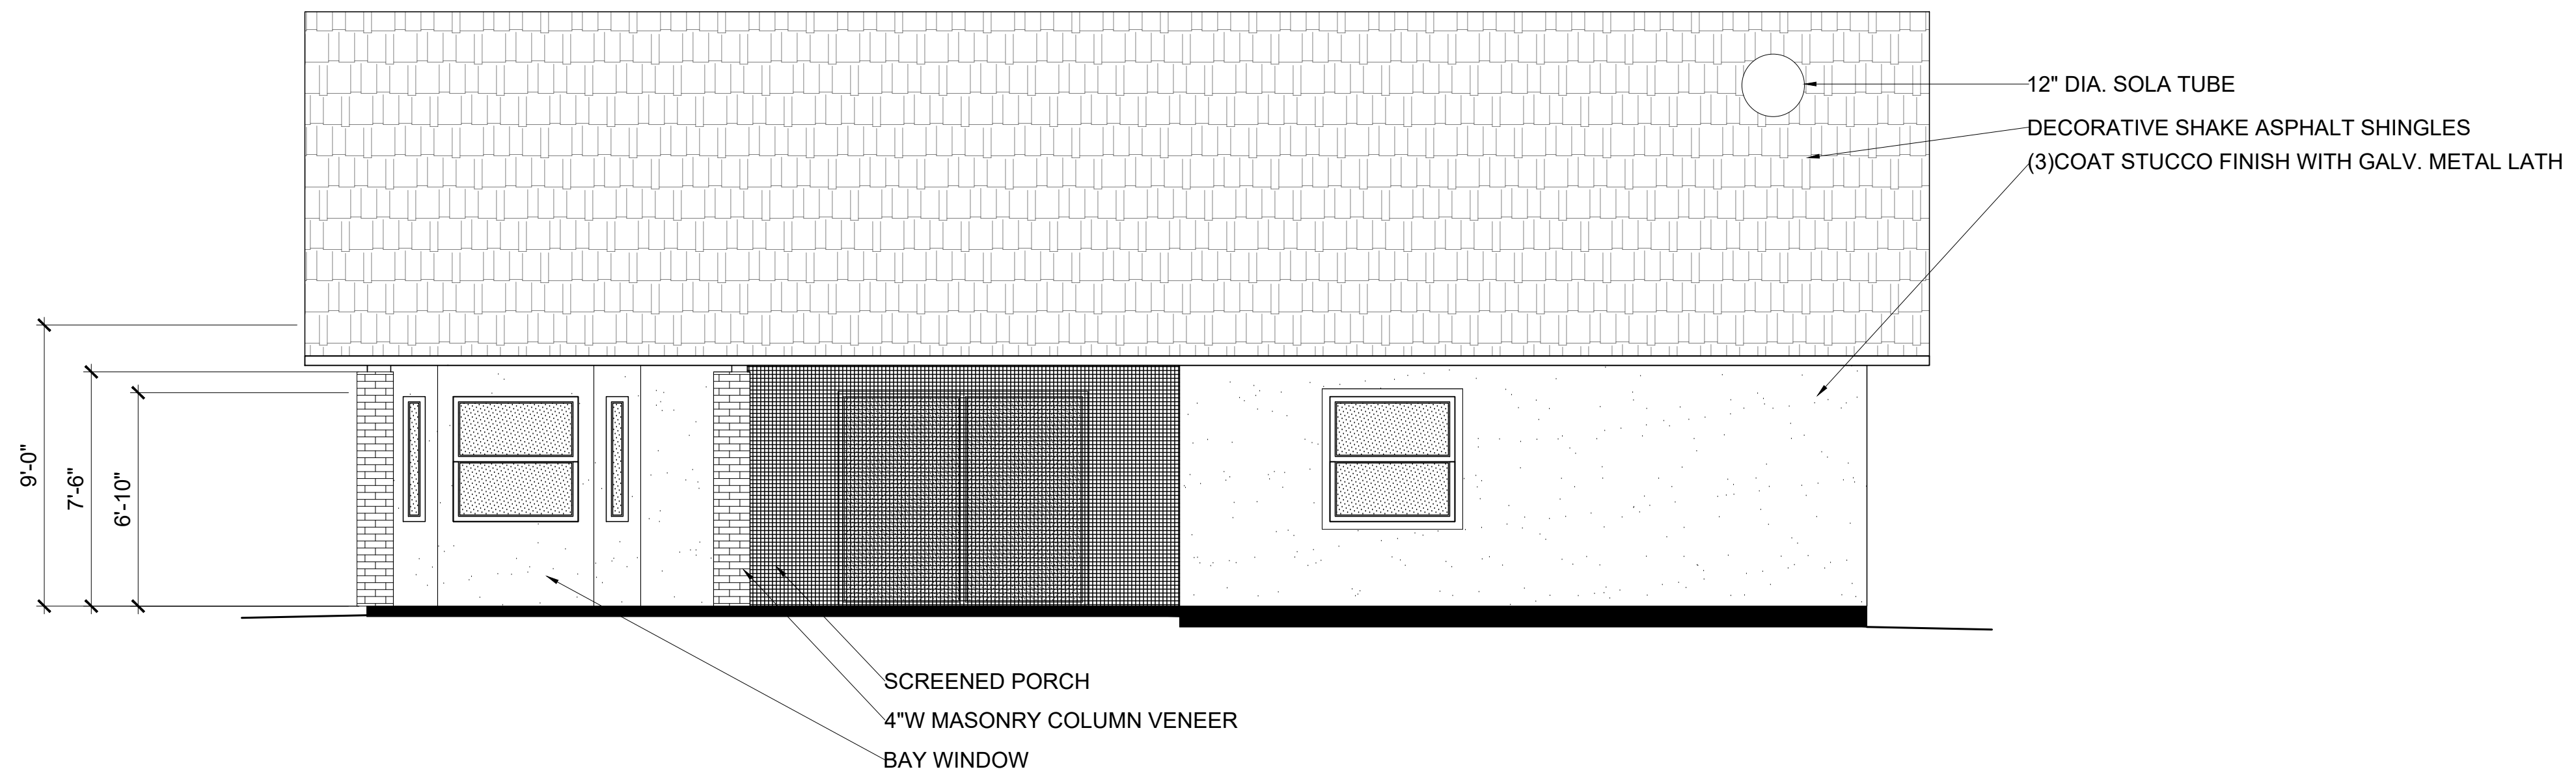 12" DIA. SOLA TUBE
DECORATIVE SHAKE ASPHALT SHINGLES
(3)COAT STUCCO FINISH WITH GALV. METAL LATH
9'-0"
7'-6"
6'-10"
SCREENED PORCH
4"W MASONRY COLUMN VENEER
BAY WINDOW